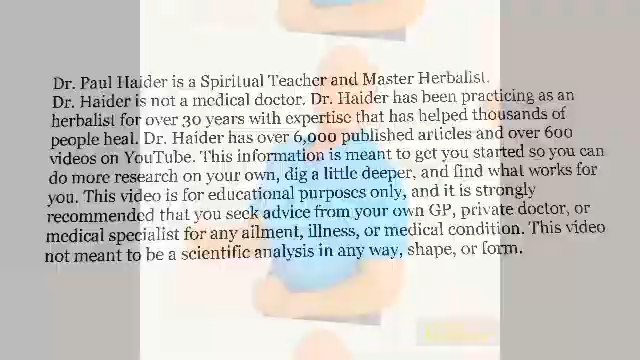 Dr. Paul Haider is a Spiritual Teacher and Master Herbalist.
Dr. Haider is not a medical doctor. Dr. Haider has been practicing as an
herbalist for over 30 years with expertise that has helped thousands of
people heal. Dr. Haider has over 6,000 published articles and over 600
videos on YouTube. This information is meant to get you started so you can
do more research on your own, dig a little deeper, and find what works for
you. This video is for educational purposes only, and it is strongly
recommended that you seek advice from your own GP, private doctor, or
medical specialist for any ailment, illness, or medical condition. This video
not meant to be a scientific analysis in any way, shape, or form.